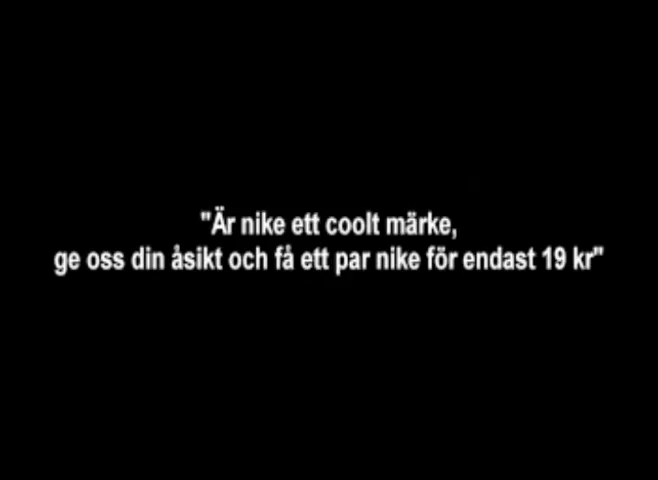 "Är nike ett coolt märke,
ge oss din åsikt och få ett par nike för endast 19 kr"